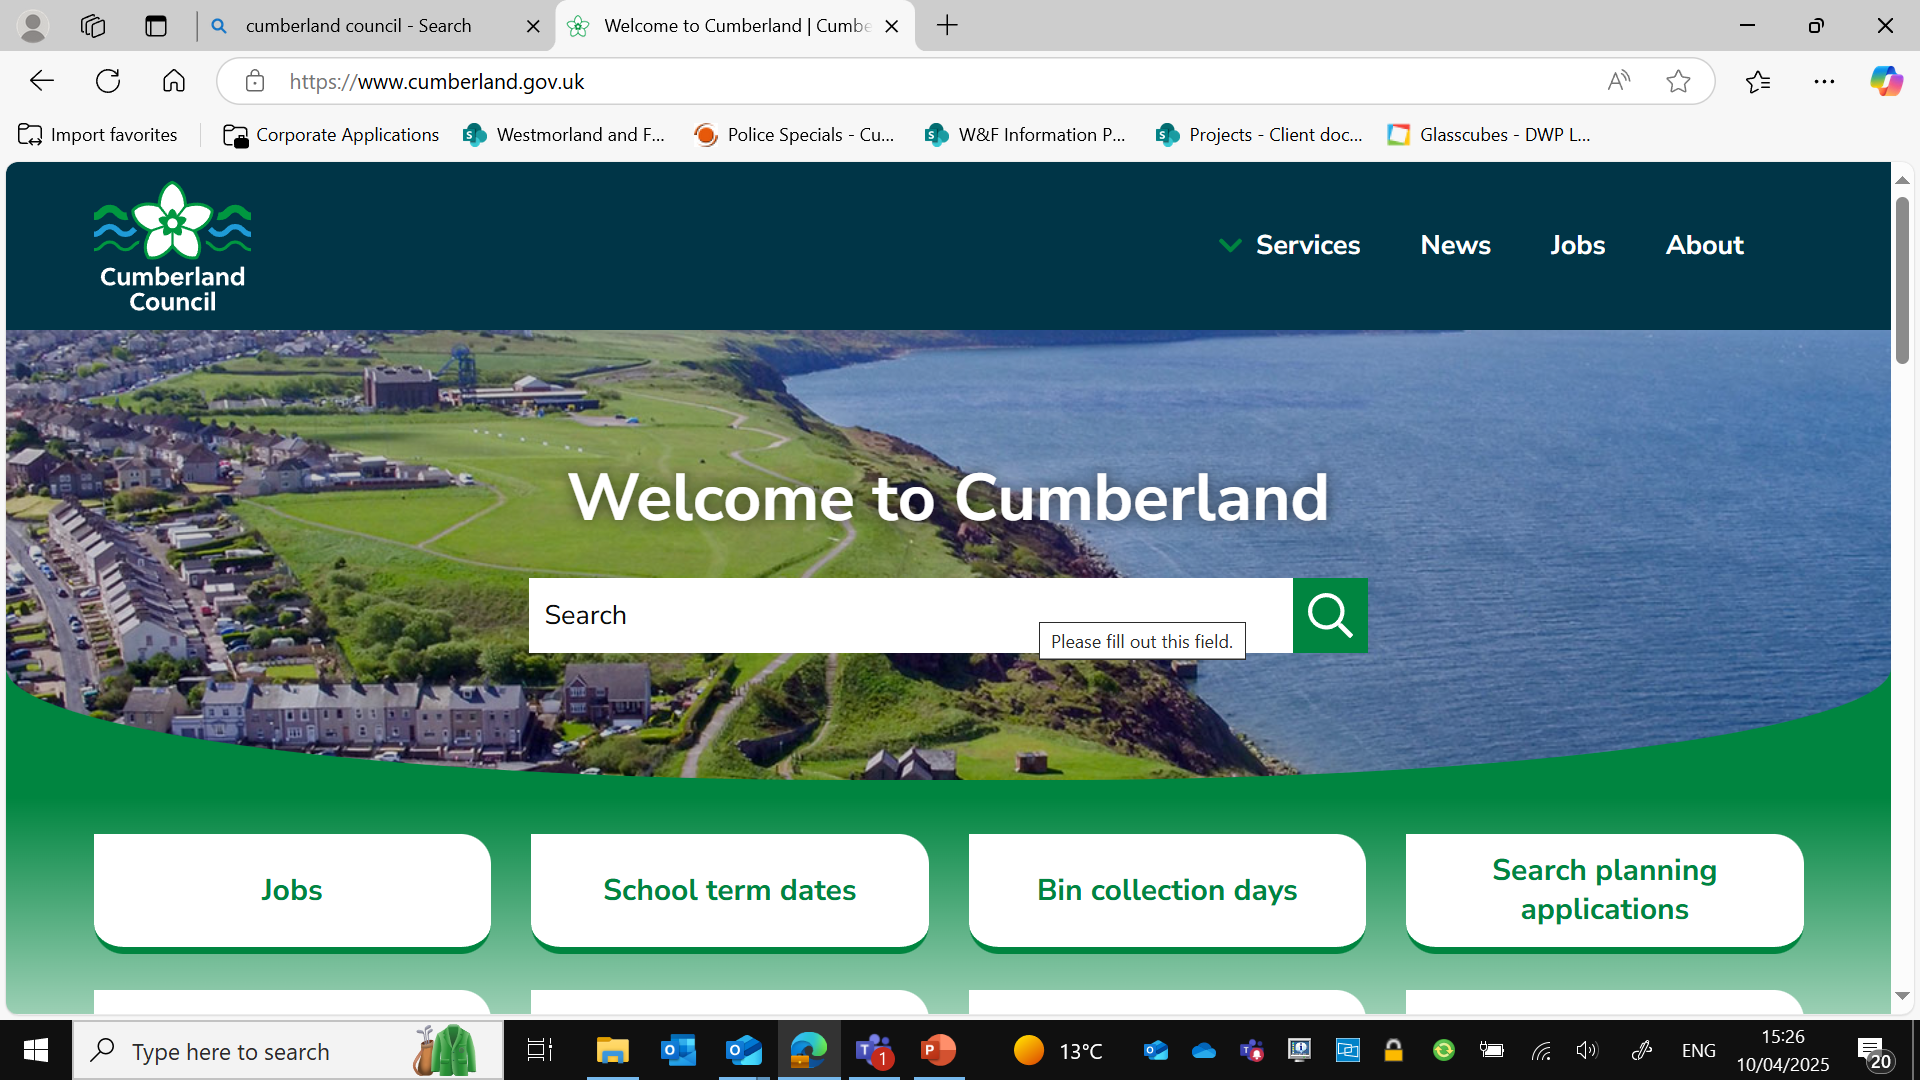 cumberland council - Search
Welcome to Cumberland | Cumbe
https://www.cumberland.gov.uk
Import favorites
Corporate Applications
Westmorland and F...
Police Specials - Cu...
W&F Information P...
Projects - Client doc...
Glasscubes - DWP L...
Cumberland
Council
Services
News
Jobs
About
Welcome to Cumberland
Search
Please fill out this field.
Jobs
School term dates
Bin collection days
Search planning
applications
Type here to search
1
13°C
ENG
15:26
10/04/2025
20